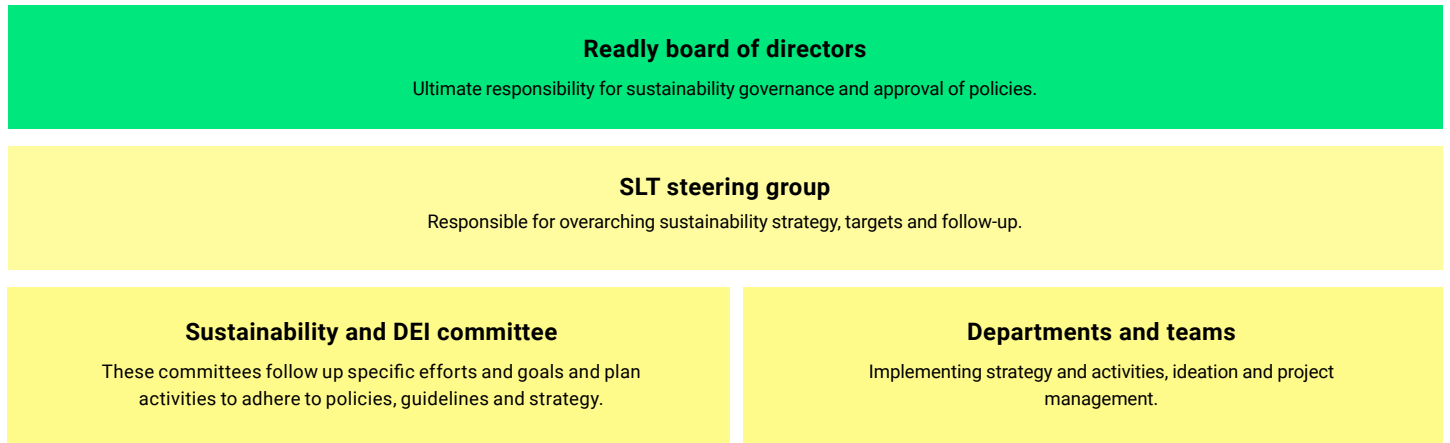 Readly board of directors
Ultimate responsibility for sustainability governance and approval of policies.
SLT steering group
Responsible for overarching sustainability strategy, targets and follow-up.
Sustainability and DEI committee
These committees follow up specific efforts and goals and plan
activities to adhere to policies, guidelines and strategy.
Departments and teams
Implementing strategy and activities, ideation and project
management.